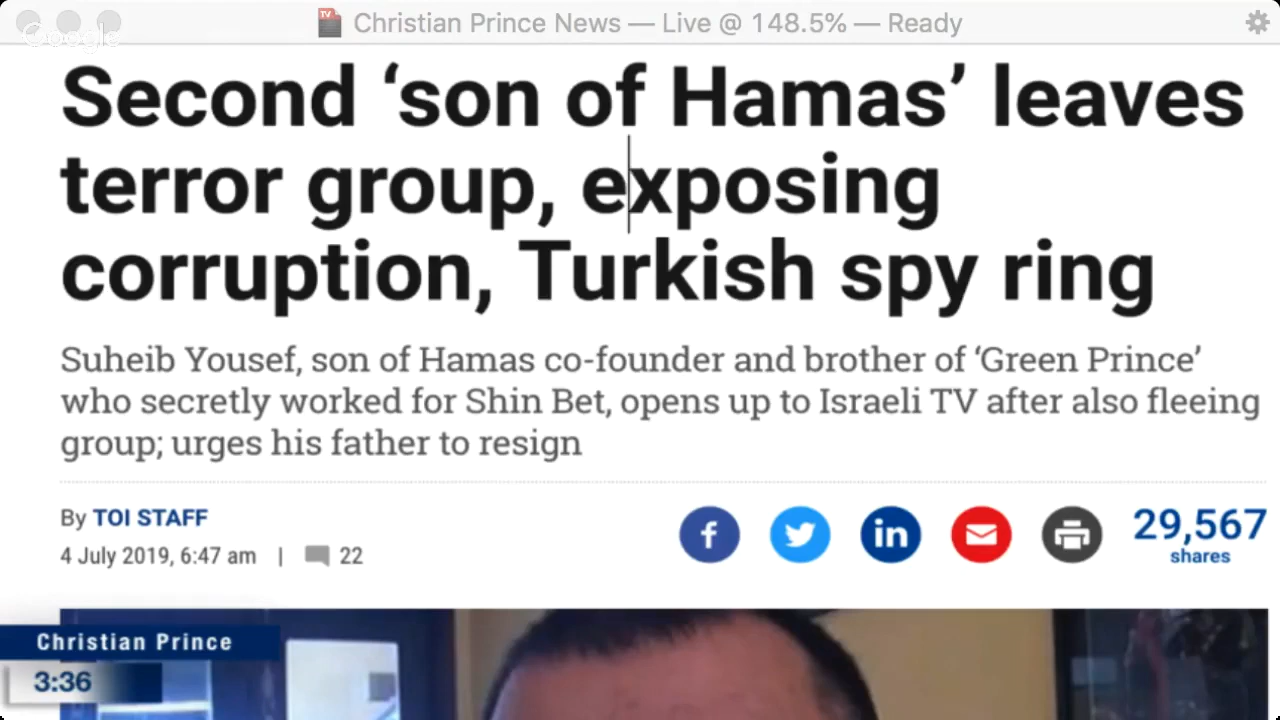 Christian Prince News — Live @ 148.5% — Ready
Google
Second ‘son of Hamas’ leaves
terror group, exposing
corruption, Turkish spy ring
Suheib Yousef, son of Hamas co-founder and brother of ‘Green Prince’
who secretly worked for Shin Bet, opens up to Israeli TV after also fleeing
group; urges his father to resign
By TOI STAFF
4 July 2019, 6:47 am | 22
f
in
29,567
shares
Christian Prince
3:36